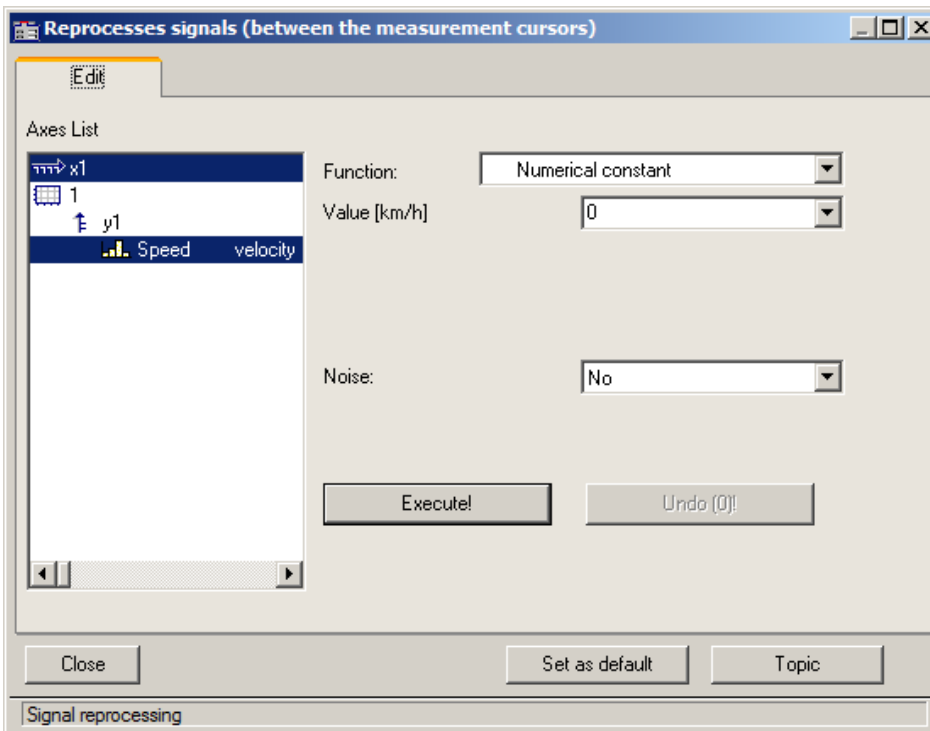 Reprocesses signals (between the measurement cursors)
Edit
Axes List
x1
1
y1
Speed velocity
Function: Numerical constant
Value [km/h] 0
Noise: No
Execute! Undo (0)!
Close Set as default Topic
Signal reprocessing